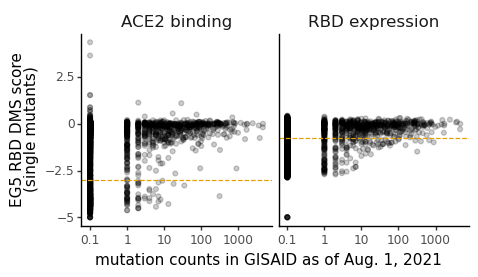 ACE2 binding RBD expression
EG5 RBD DMS score
(single mutants)
2.5
0
−2.5
−5
0.1 1 10 100 1000 0.1 1 10 100 1000
mutation counts in GISAID as of Aug. 1, 2021